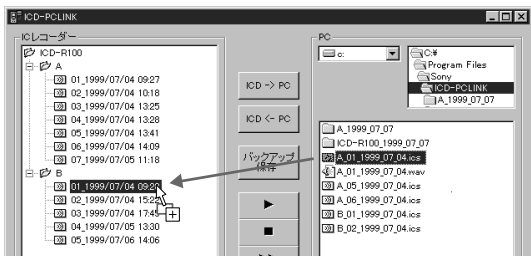 ICD-PCLINK
ICレコーダー
ICD-R100
A
01_1999/07/04 09:27
02_1999/07/04 10:18
03_1999/07/04 13:25
04_1999/07/04 13:28
05_1999/07/04 13:41
06_1999/07/04 14:09
07_1999/07/05 11:18
B
01_1999/07/04 09:20
02_1999/07/04 15:22
03_1999/07/04 17:45
04_1999/07/05 13:30
05_1999/07/06 14:06
ICD -> PC
ICD <- PC
バックアップ
保存
PC
c:
C:¥
Program Files
Sony
ICD-PCLINK
A_1999_07_07
A_1999_07_07
ICD-R100_1999_07_07
A_01_1999_07_04.ics
A_01_1999_07_04.wav
A_05_1999_07_04.ics
A_06_1999_07_04.ics
B_01_1999_07_04.ics
B_02_1999_07_04.ics